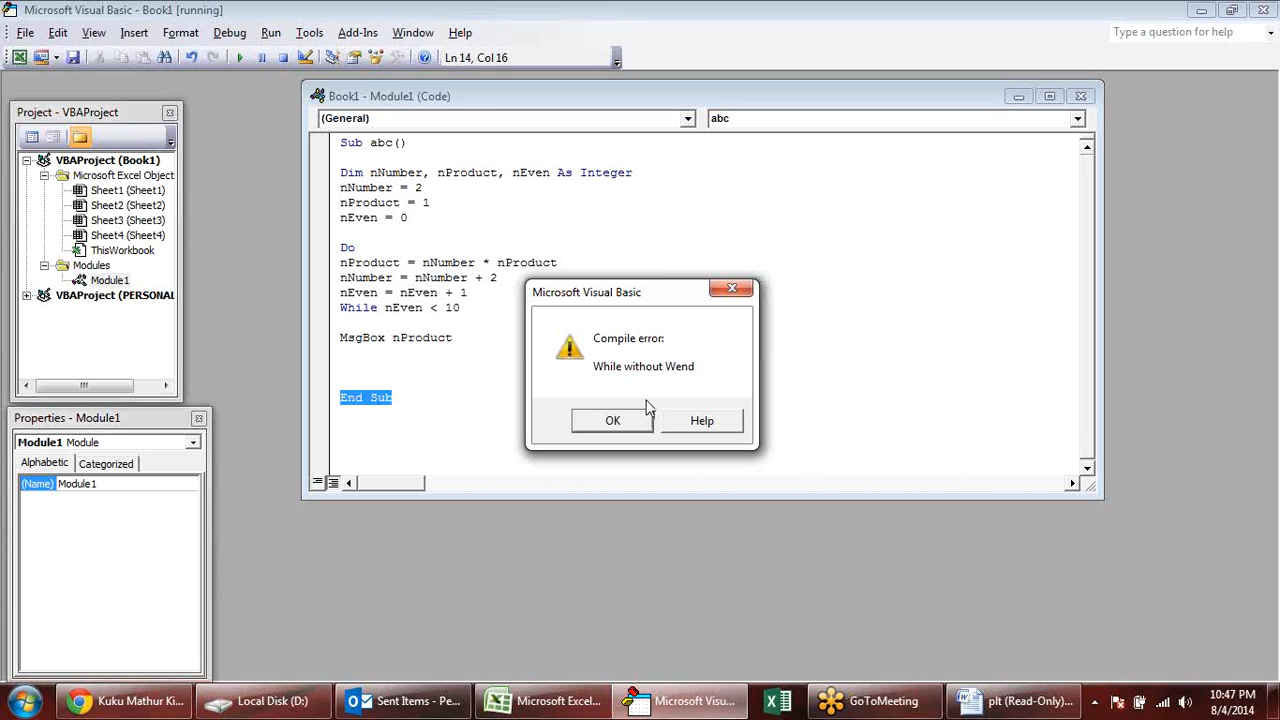 Microsoft Visual Basic - Book1 [running]
File Edit View Insert Format Debug Run Tools Add-Ins Window Help
Type a question for help
Ln 14, Col 16
Project - VBAProject
VBAProject (Book1)
Microsoft Excel Object
Sheet1 (Sheet1)
Sheet2 (Sheet2)
Sheet3 (Sheet3)
Sheet4 (Sheet4)
ThisWorkbook
Modules
Module1
VBAProject (PERSONAL
Properties - Module1
Module1 Module
Alphabetic Categorized
(Name) Module1
Book1 - Module1 (Code)
(General) abc
Sub abc()
Dim nNumber, nProduct, nEven As Integer
nNumber = 2
nProduct = 1
nEven = 0
Do
nProduct = nNumber * nProduct
nNumber = nNumber + 2
nEven = nEven + 1
While nEven < 10
MsgBox nProduct
End Sub
Microsoft Visual Basic
Compile error:
While without Wend
OK Help
Kuku Mathur Ki... Local Disk (D:) Sent Items - Pe... Microsoft Excel... Microsoft Visu... GoToMeeting plt (Read-Only)...
10:47 PM
8/4/2014